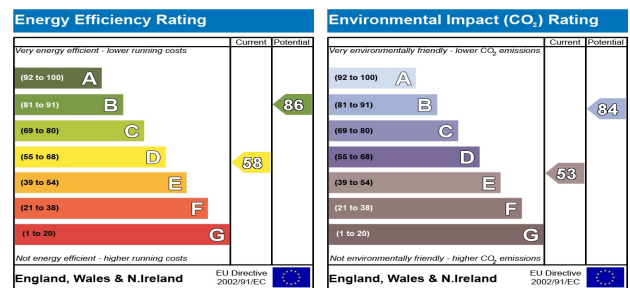 Energy Efficiency Rating
Current Potential
Very energy efficient - lower running costs
(92 to 100) A
(81 to 91) B
86
(69 to 80) C
(55 to 68) D
58
(39 to 54) E
(21 to 38) F
(1 to 20) G
Not energy efficient - higher running costs
England, Wales & N.Ireland
EU Directive
2002/91/EC
Environmental Impact (CO₂) Rating
Current Potential
Very environmentally friendly - lower CO₂ emissions
(92 to 100) A
(81 to 91) B
84
(69 to 80) C
(55 to 68) D
53
(39 to 54) E
(21 to 38) F
(1 to 20) G
Not environmentally friendly - higher CO₂ emissions
England, Wales & N.Ireland
EU Directive
2002/91/EC